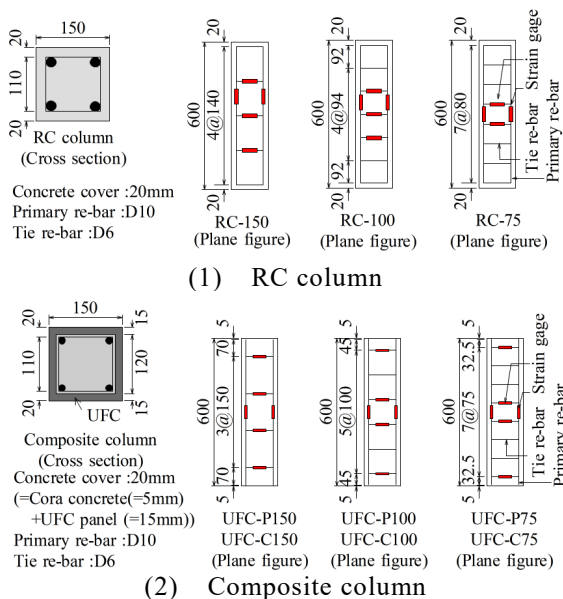 150
20
110
20
RC column
(Cross section)
Concrete cover :20mm
Primary re-bar :D10
Tie re-bar :D6
20
600
4@140
20
RC-150
(Plane figure)
20
92
600
4@94
92
20
RC-100
(Plane figure)
20
600
7@80
20
Strain gage
Tie re-bar
Primary re-bar
RC-75
(Plane figure)
(1) RC column
150
20
110
20
15
120
15
UFC
Composite column
(Cross section)
Concrete cover :20mm
(=Cora concrete(=5mm)
+UFC panel (=15mm))
Primary re-bar :D10
Tie re-bar :D6
5
70
600
3@150
70
5
UFC-P150
UFC-C150
(Plane figure)
5
45
600
5@100
45
5
UFC-P100
UFC-C100
(Plane figure)
5
32.5
600
7@75
32.5
5
Strain gage
Tie re-bar
Primary re-bar
UFC-P75
UFC-C75
(Plane figure)
(2) Composite column